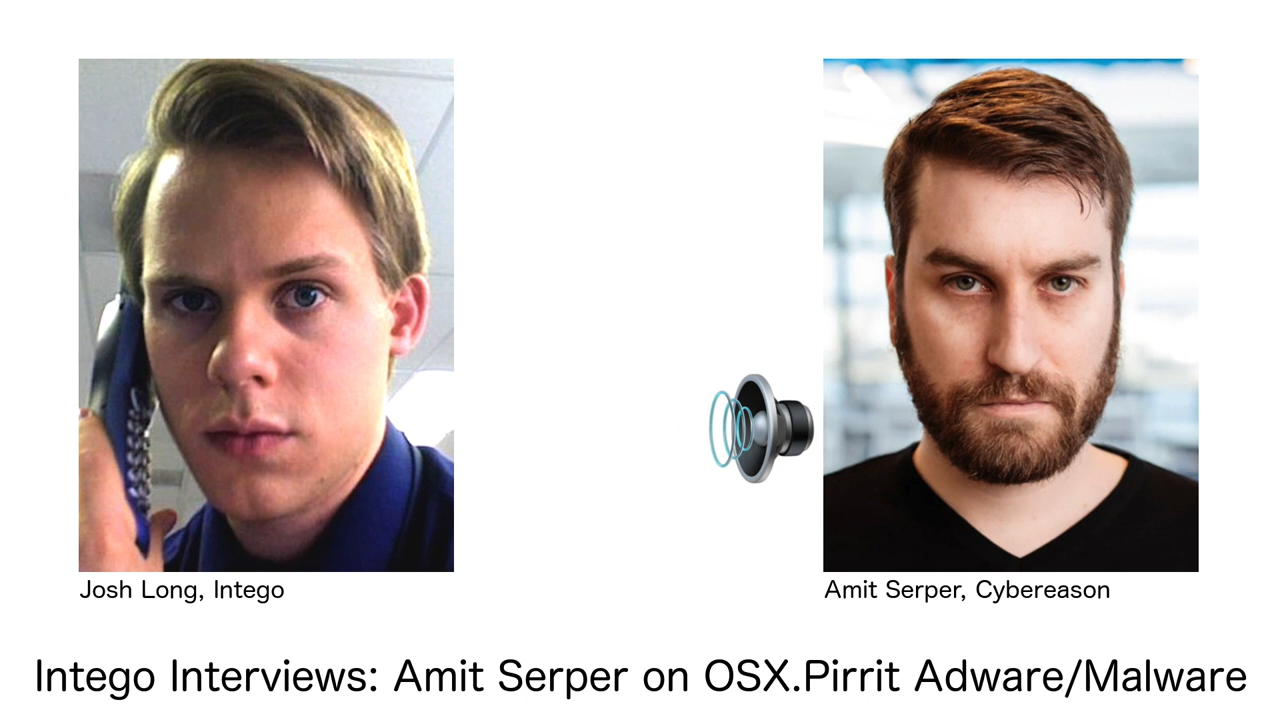 Josh Long, Intego
Amit Serper, Cybereason
Intego Interviews: Amit Serper on OSX.Pirrit Adware/Malware